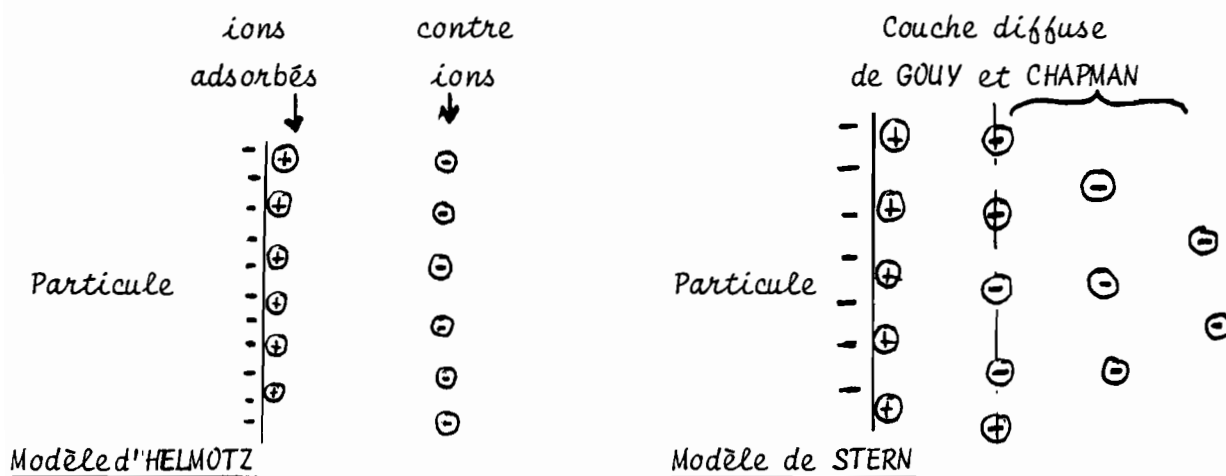 ions
adsorbés
contre
ions
Particule
Modèle d'HELMOTZ
Couche diffuse
de GOUY et CHAPMAN
Particule
Modèle de STERN